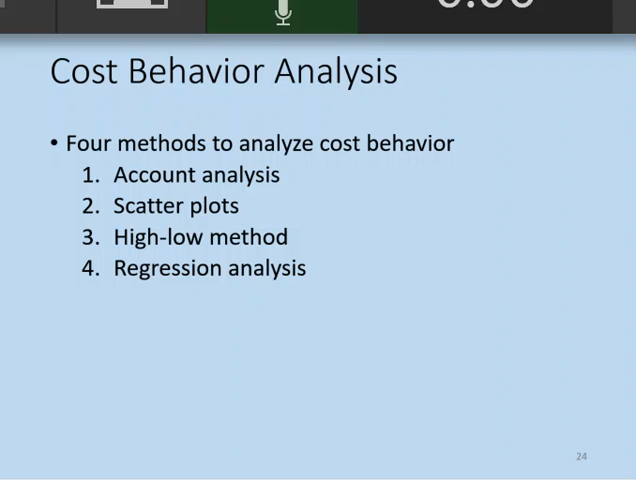 Cost Behavior Analysis
• Four methods to analyze cost behavior
1. Account analysis
2. Scatter plots
3. High-low method
4. Regression analysis
24